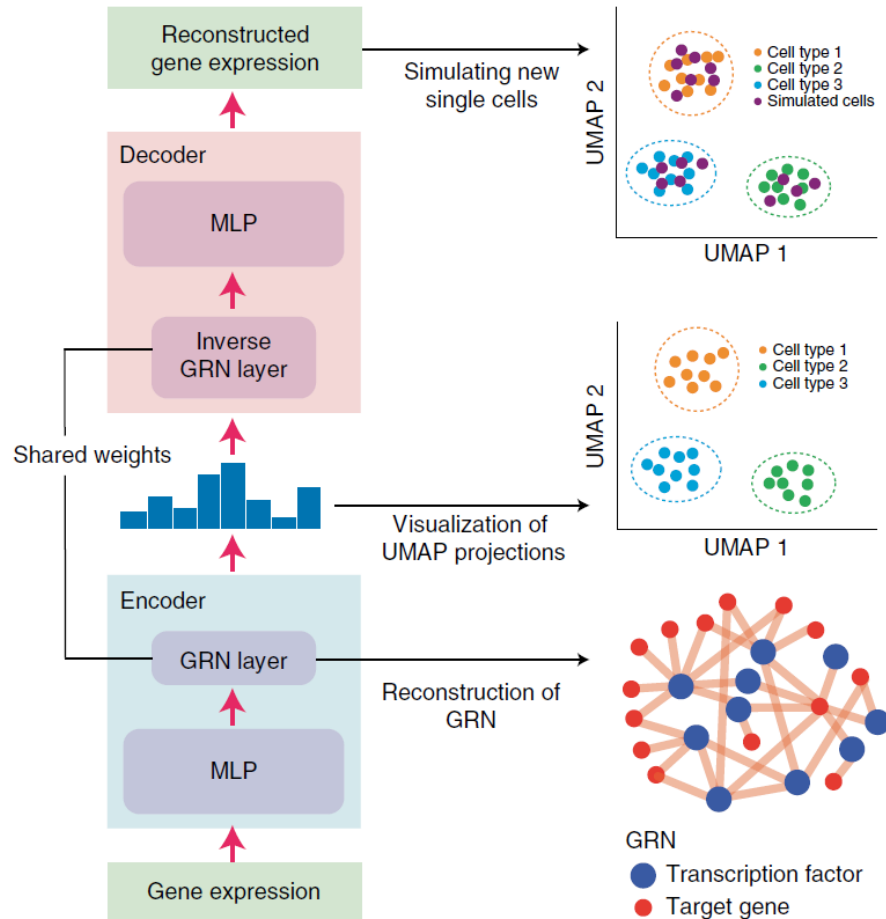 Reconstructed
gene expression
Simulating new
single cells
UMAP 2
Cell type 1
Cell type 2
Cell type 3
Simulated cells
UMAP 1
Decoder
MLP
Inverse
GRN layer
Shared weights
Visualization of
UMAP projections
UMAP 2
Cell type 1
Cell type 2
Cell type 3
UMAP 1
Encoder
GRN layer
MLP
Reconstruction of
GRN
Gene expression
GRN
Transcription factor
Target gene